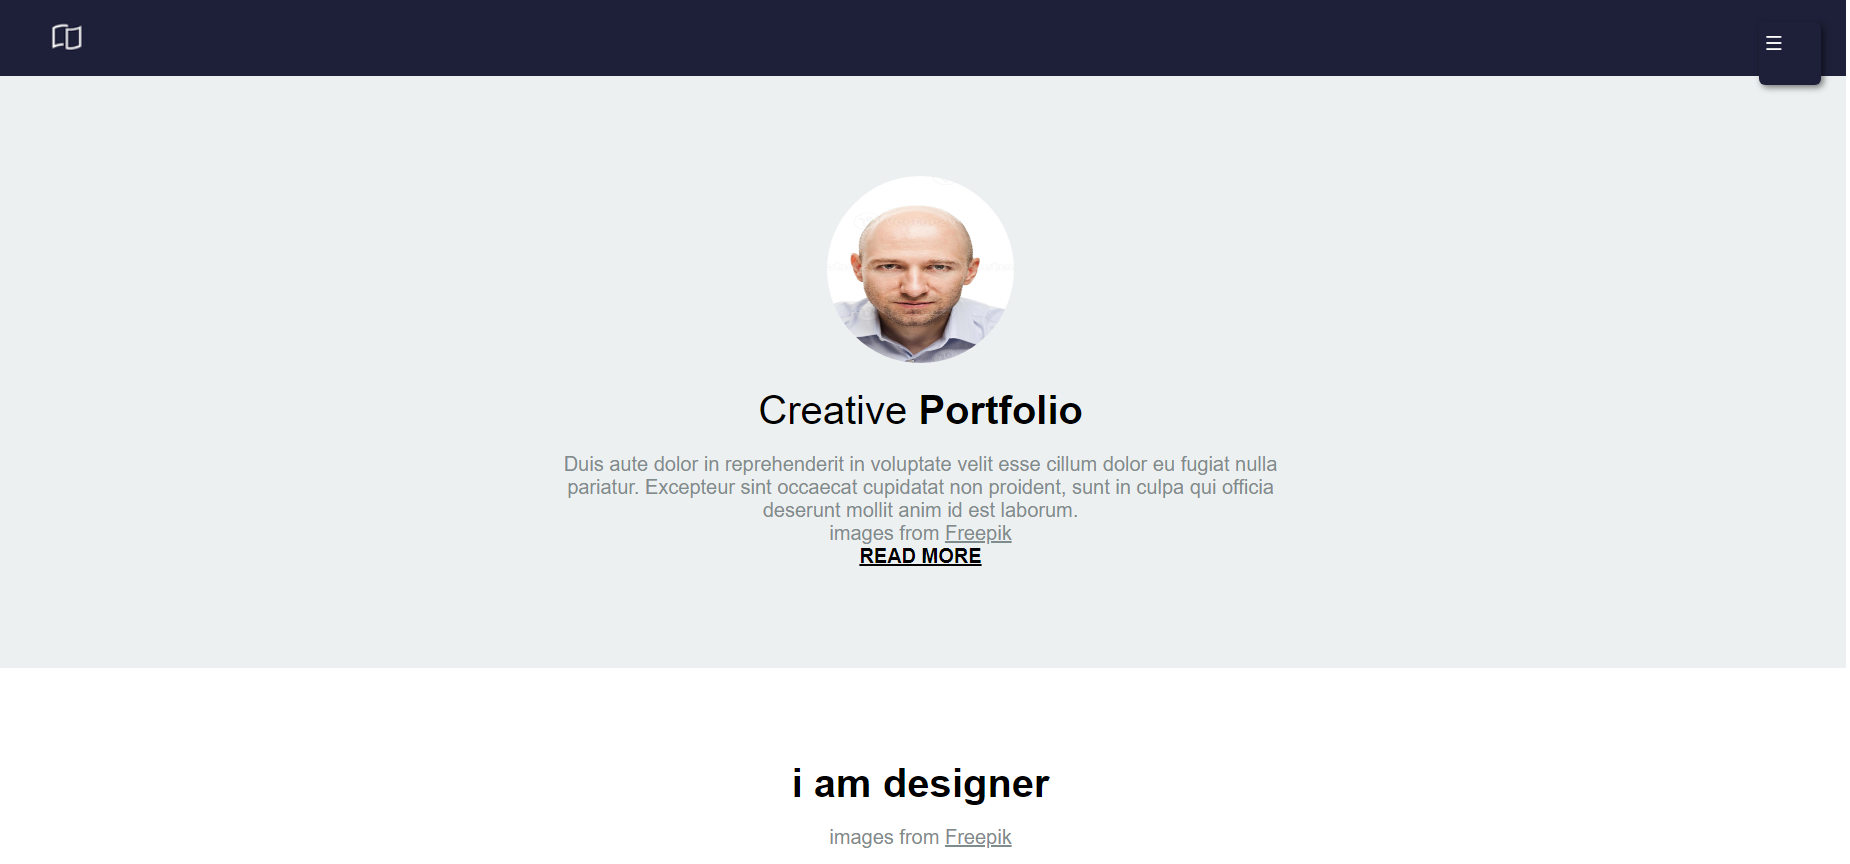 Creative Portfolio
Duis aute dolor in reprehenderit in voluptate velit esse cillum dolor eu fugiat nulla
pariatur. Excepteur sint occaecat cupidatat non proident, sunt in culpa qui officia
deserunt mollit anim id est laborum.
images from Freepik
READ MORE
i am designer
images from Freepik